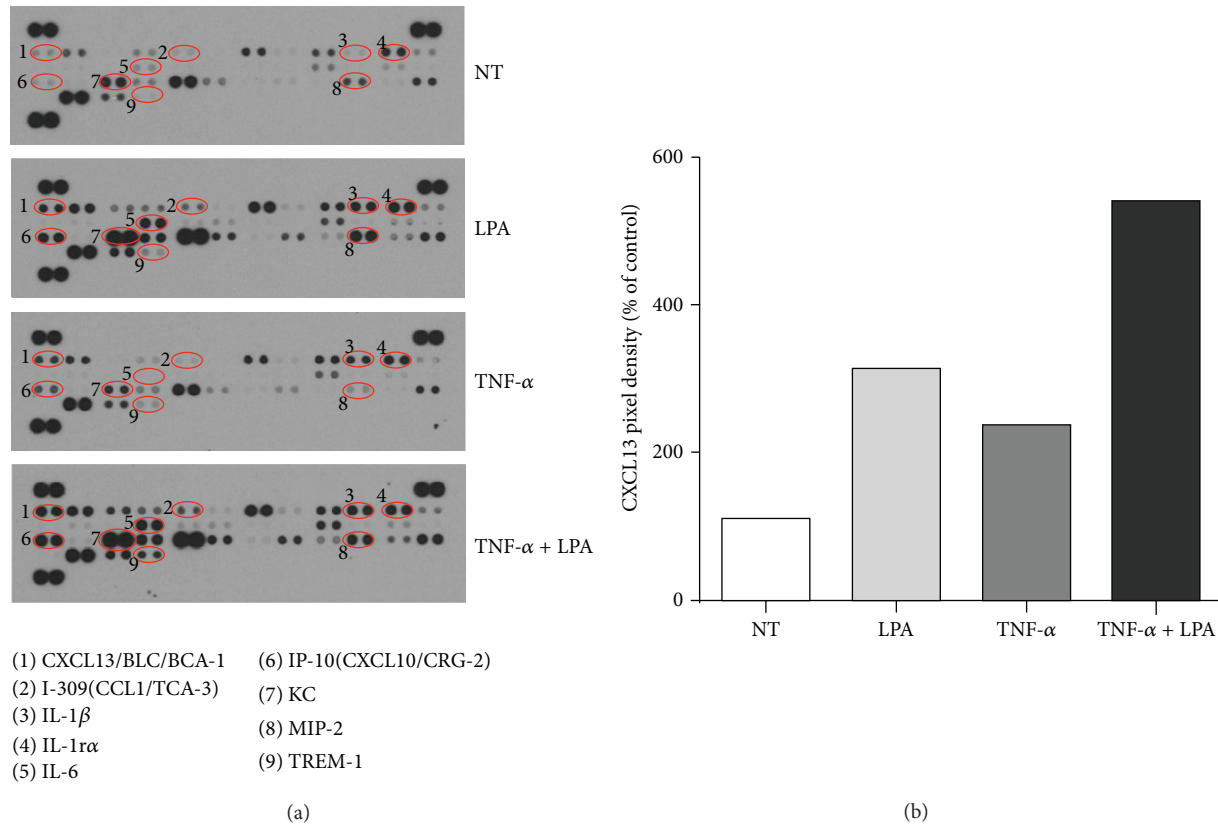 1
2
3
4
5
6
7
8
9
NT
1
2
3
4
5
6
7
8
9
LPA
1
2
3
4
5
6
7
8
9
TNF-α
1
2
3
4
5
6
7
8
9
TNF-α + LPA
(1) CXCL13/BLC/BCA-1
(2) I-309(CCL1/TCA-3)
(3) IL-1β
(4) IL-1rα
(5) IL-6
(6) IP-10(CXCL10/CRG-2)
(7) KC
(8) MIP-2
(9) TREM-1
(a)
CXCL13 pixel density (% of control)
600
400
200
0
NT
LPA
TNF-α
TNF-α + LPA
(b)